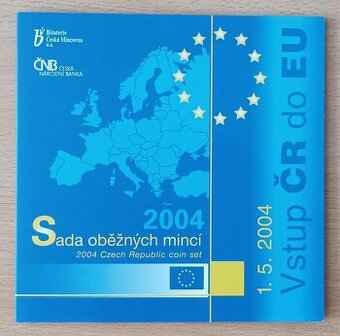 Bižuterie
Česká Mincovna
a.s.
ČNB ČESKÁ
NÁRODNÍ BANKA
2004
Sada oběžných mincí
2004 Czech Republic coin set
1. 5. 2004
Vstup ČR do EU